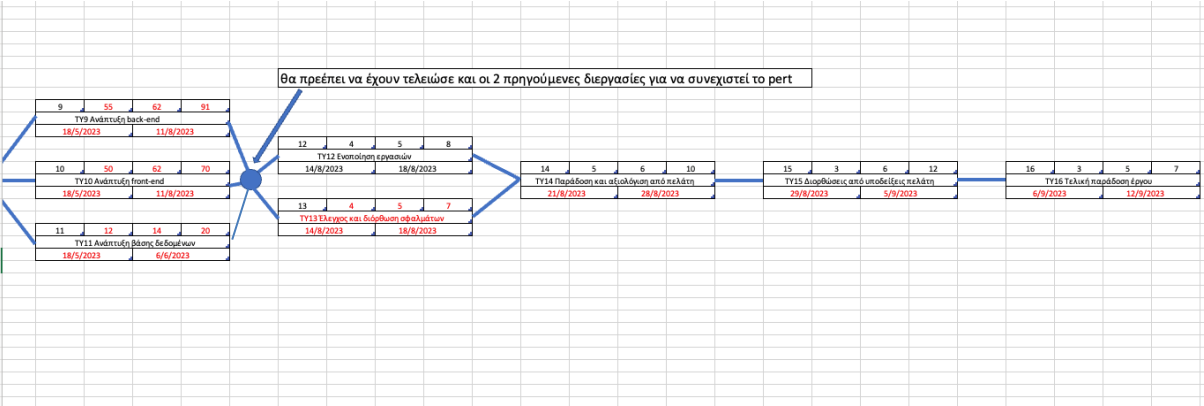 θα πρεέπει να έχουν τελειώσε και οι 2 πρηγούμενες διεργασίες για να συνεχιστεί το pert
9 55 62 91
ΤΥ9 Ανάπτυξη back-end
18/5/2023 11/8/2023
10 50 62 70
ΤΥ10 Ανάπτυξη front-end
18/5/2023 11/8/2023
11 12 14 20
ΤΥ11 Ανάπτυξη βάσης δεδομένων
18/5/2023 6/6/2023
12 4 5 8
ΤΥ12 Ενοποίηση εργασιών
14/8/2023 18/8/2023
13 4 5 7
ΤΥ13 Έλεγχος και διόρθωση σφαλμάτων
14/8/2023 18/8/2023
14 5 6 10
ΤΥ14 Παράδοση και αξιολόγιση από πελάτη
21/8/2023 28/8/2023
15 3 6 12
ΤΥ15 Διορθώσεις από υποδείξεις πελάτη
29/8/2023 5/9/2023
16 3 5 7
ΤΥ16 Τελική παράδοση έργου
6/9/2023 12/9/2023